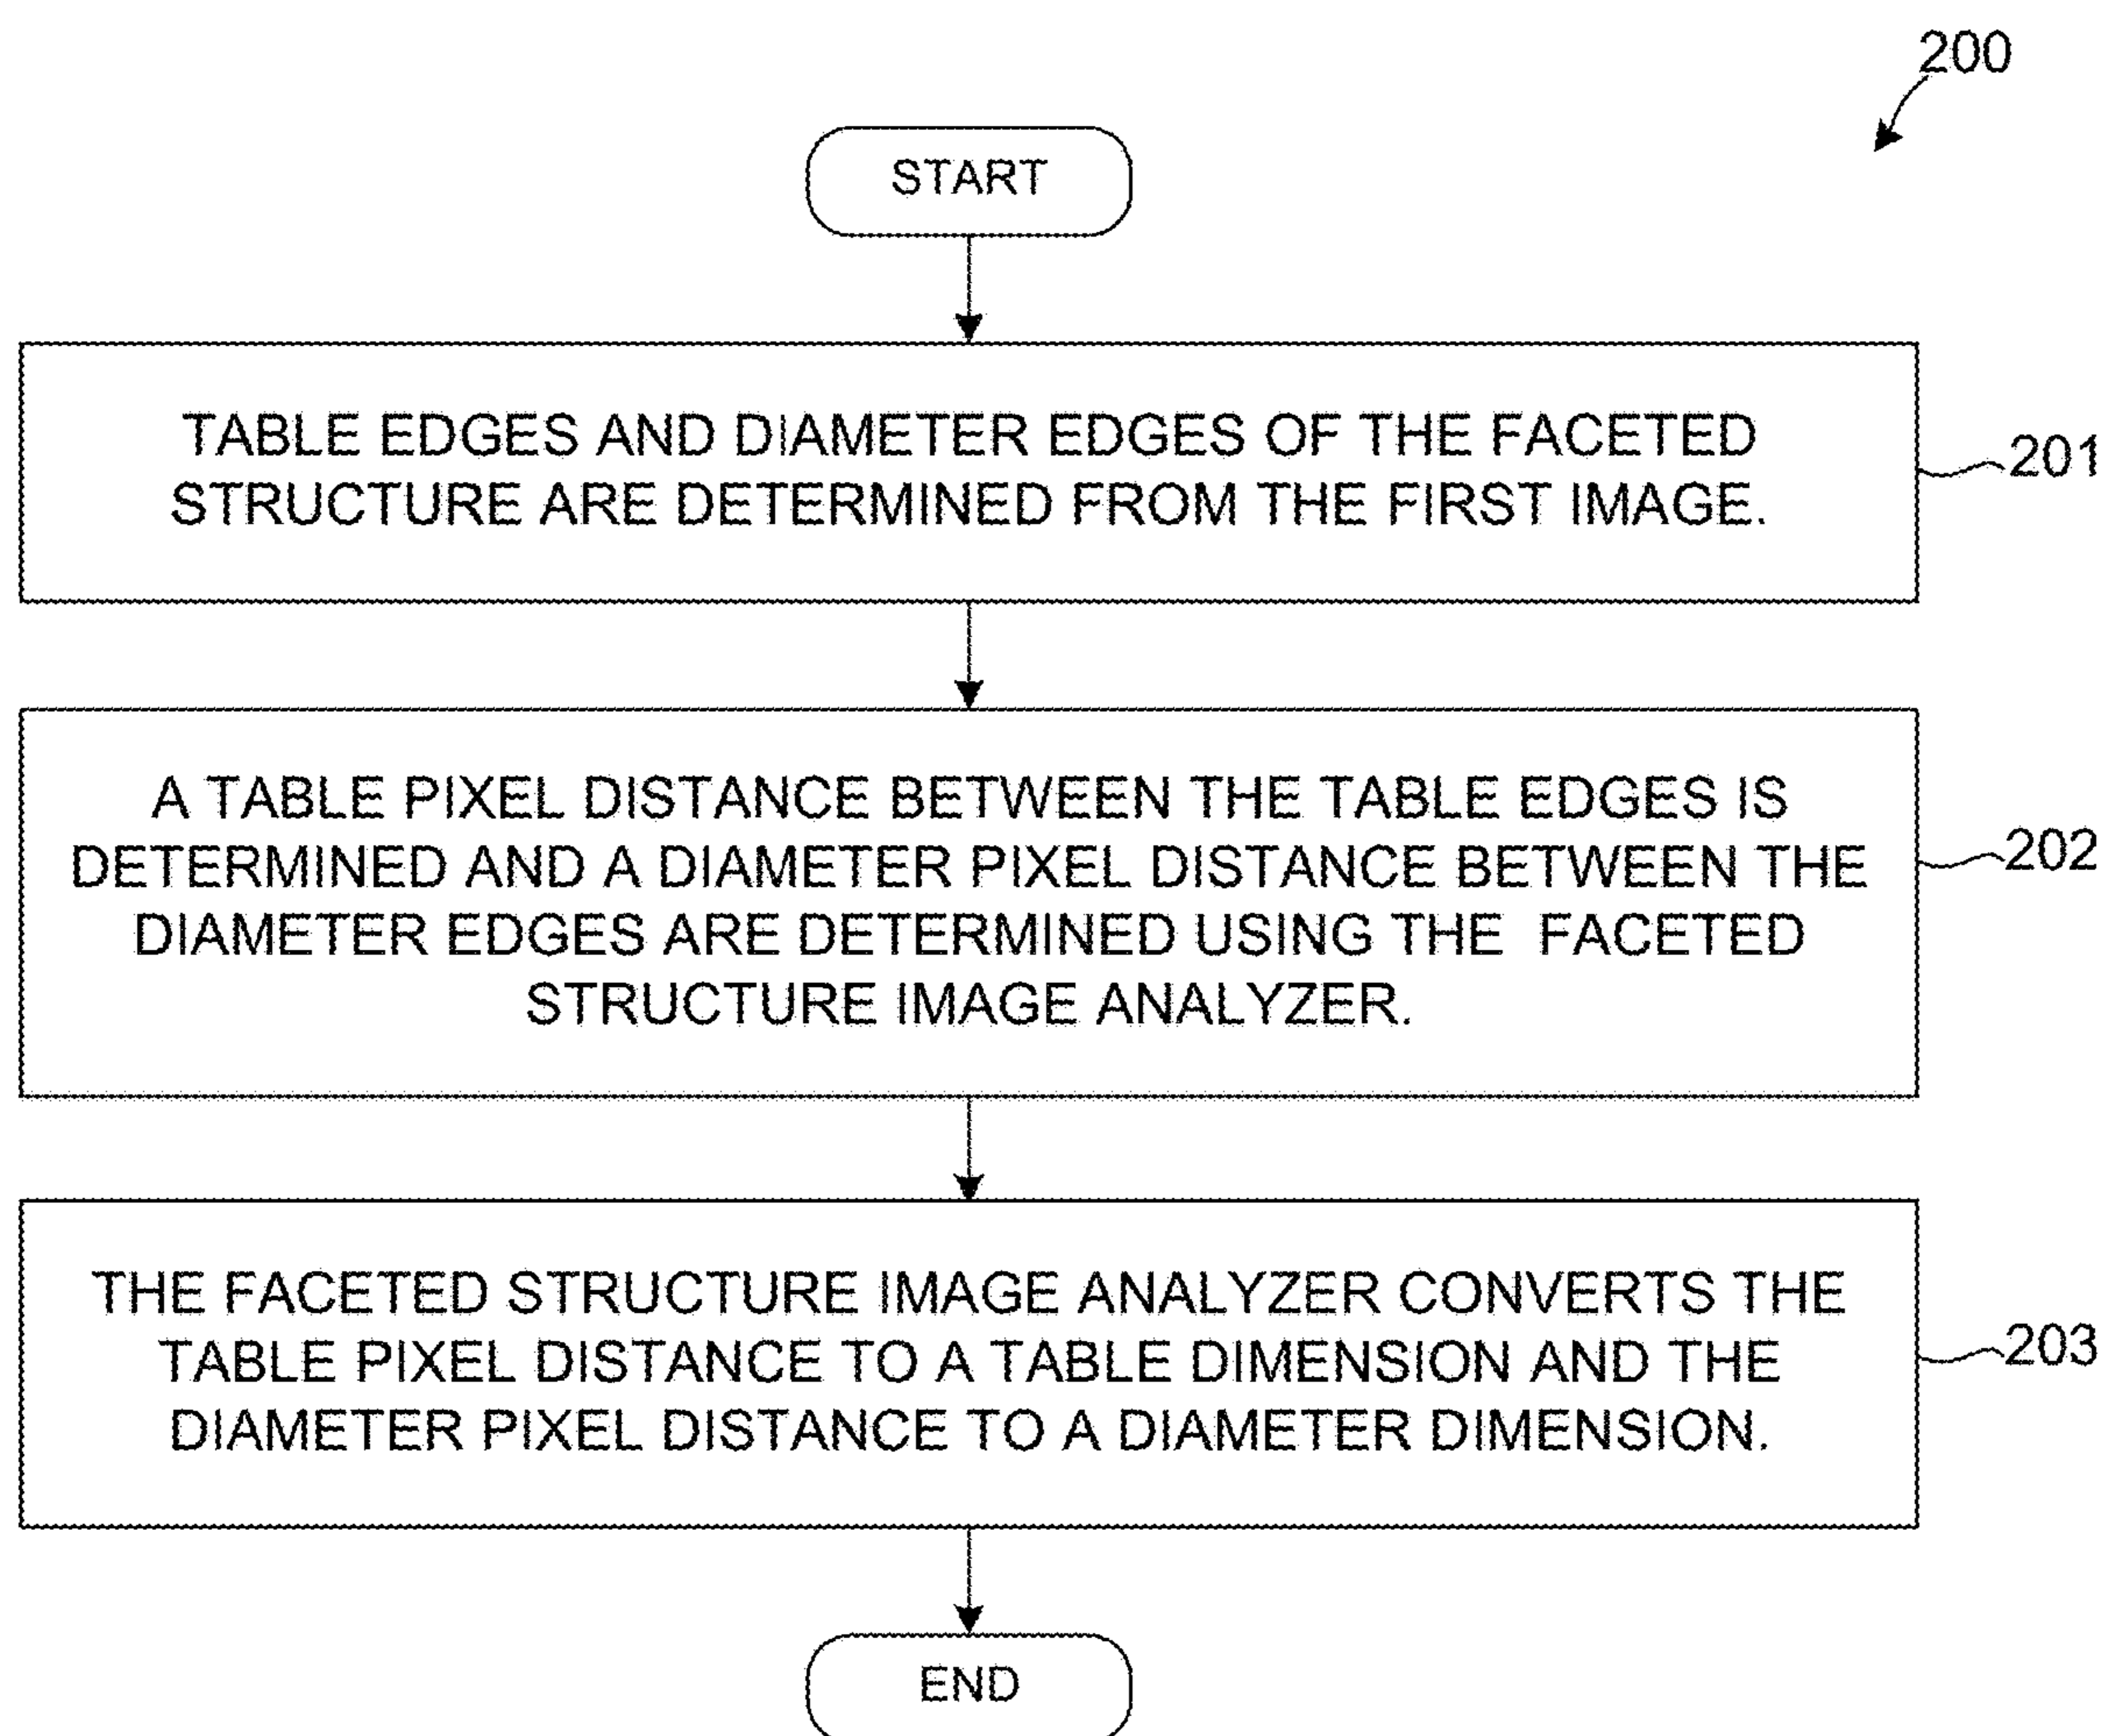 200
START
TABLE EDGES AND DIAMETER EDGES OF THE FACETED
STRUCTURE ARE DETERMINED FROM THE FIRST IMAGE.
201
A TABLE PIXEL DISTANCE BETWEEN THE TABLE EDGES IS
DETERMINED AND A DIAMETER PIXEL DISTANCE BETWEEN THE
DIAMETER EDGES ARE DETERMINED USING THE FACETED
STRUCTURE IMAGE ANALYZER.
202
THE FACETED STRUCTURE IMAGE ANALYZER CONVERTS THE
TABLE PIXEL DISTANCE TO A TABLE DIMENSION AND THE
DIAMETER PIXEL DISTANCE TO A DIAMETER DIMENSION.
203
END